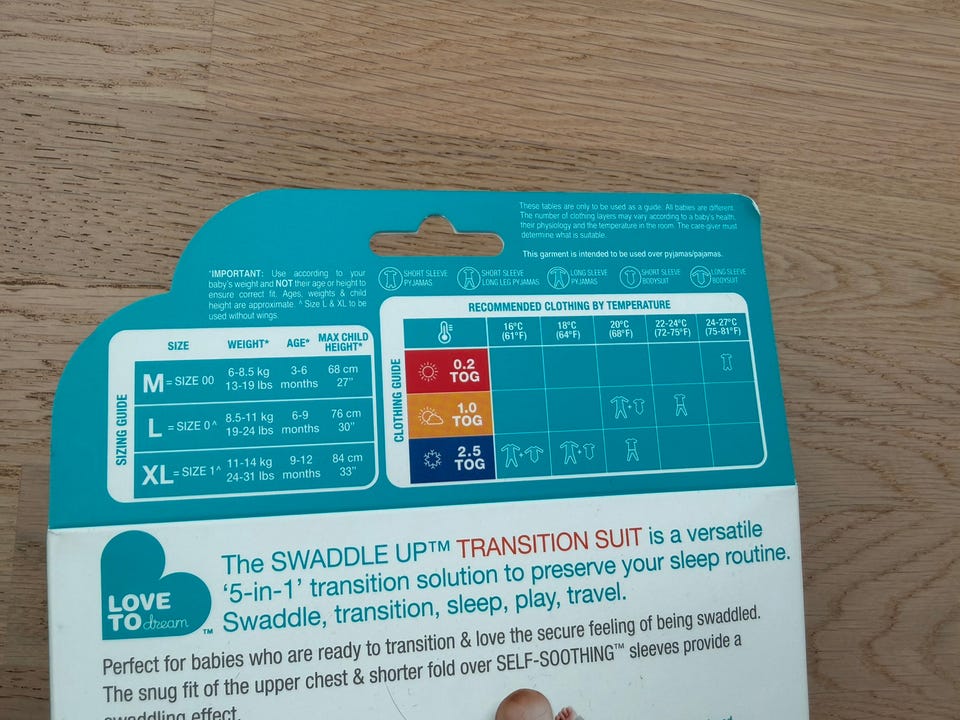 These tables are only to be used as a guide. All babies are different.
The number of clothing layers may vary according to a baby's health,
their physiology and the temperature in the room. The care-giver must
determine what is suitable.
This garment is intended to be used over pyjamas/pajamas.
*IMPORTANT: Use according to your
baby's weight and NOT their age or height to
ensure correct fit. Ages, weights & child
height are approximate. ^ Size L & XL to be
used without wings.
SHORT SLEEVE
PYJAMAS
SHORT SLEEVE
LONG LEG PYJAMAS
LONG SLEEVE
PYJAMAS
SHORT SLEEVE
BODYSUIT
LONG SLEEVE
BODYSUIT
SIZING GUIDE
SIZE WEIGHT* AGE* MAX CHILD
HEIGHT*
M = SIZE 00 6-8.5 kg 3-6 68 cm
13-19 lbs months 27"
L = SIZE 0^ 8.5-11 kg 6-9 76 cm
19-24 lbs months 30"
XL = SIZE 1^ 11-14 kg 9-12 84 cm
24-31 lbs months 33"
RECOMMENDED CLOTHING BY TEMPERATURE
CLOTHING GUIDE
16°C 18°C 20°C 22-24°C 24-27°C
(61°F) (64°F) (68°F) (72-75°F) (75-81°F)
0.2
TOG
1.0
TOG
2.5
TOG
LOVE
TO dream ™
The SWADDLE UP™ TRANSITION SUIT is a versatile
'5-in-1' transition solution to preserve your sleep routine.
Swaddle, transition, sleep, play, travel.
Perfect for babies who are ready to transition & love the secure feeling of being swaddled.
The snug fit of the upper chest & shorter fold over SELF-SOOTHING™ sleeves provide a
swaddling effect.